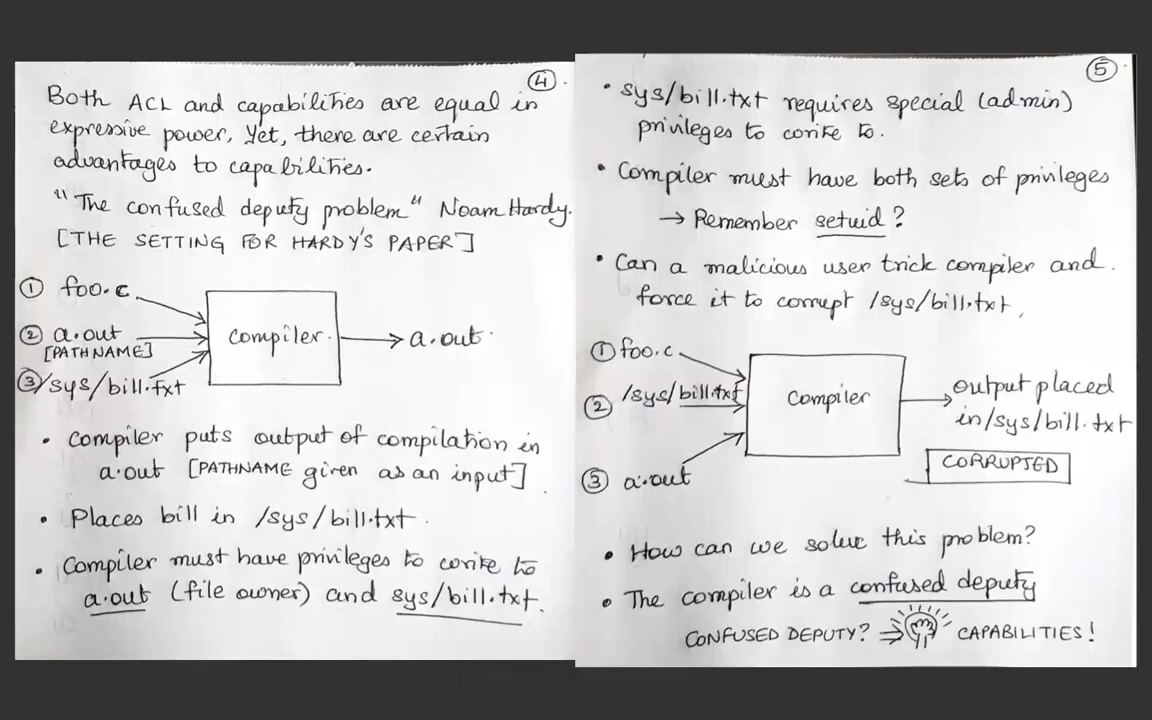 ④
Both ACL and capabilities are equal in
expressive power, Yet, there are certain
advantages to capabilities.
"The confused deputy problem" Noam Hardy.
[THE SETTING FOR HARDY'S PAPER]
① foo.c
② a.out
[PATHNAME]
③ /sys/bill.txt
Compiler.
a.out
• Compiler puts output of compilation in
a.out [PATHNAME given as an input]
• Places bill in /sys/bill.txt.
• Compiler must have privileges to write to
a.out (file owner) and sys/bill.txt.
⑤
• sys/bill.txt requires special (admin)
privileges to write to.
• Compiler must have both sets of privileges
→ Remember setuid?
• Can a malicious user trick compiler and
force it to corrupt /sys/bill.txt.
① foo.c
② /sys/bill.txt
③ a.out
Compiler
output placed
in /sys/bill.txt
CORRUPTED
• How can we solve this problem?
• The compiler is a confused deputy
CONFUSED DEPUTY? ⇒ CAPABILITIES!